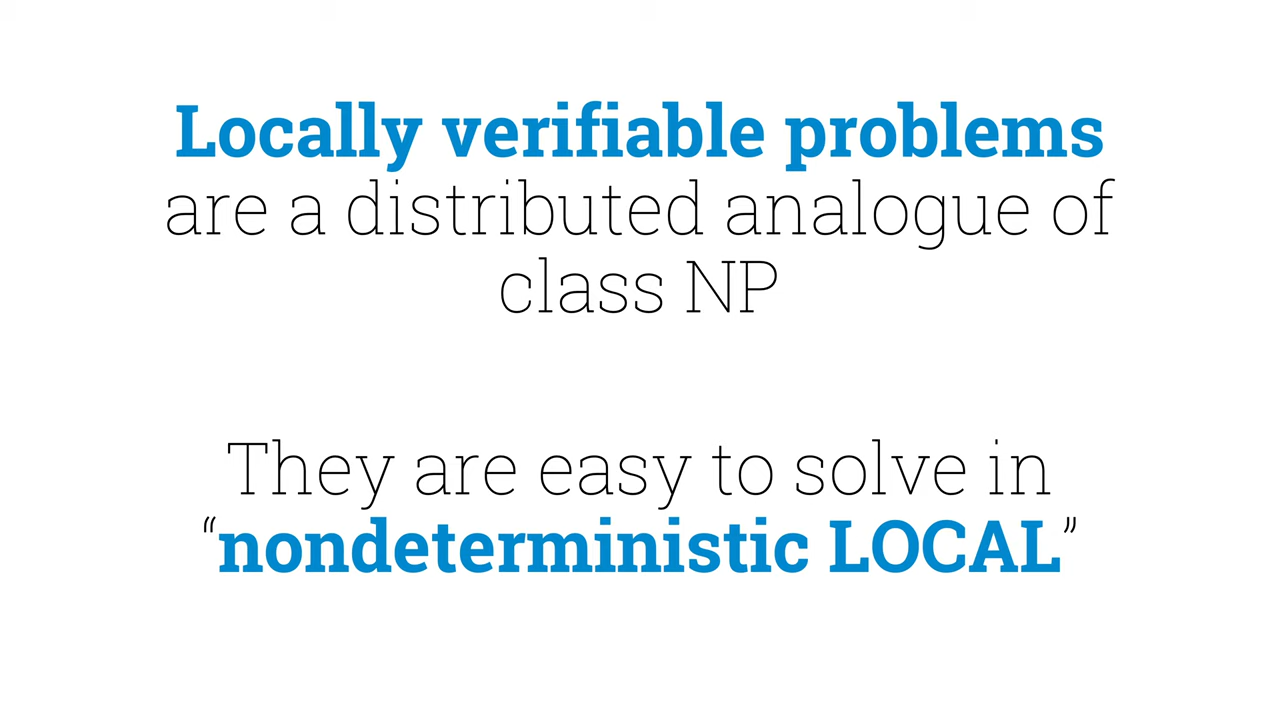 Locally verifiable problems
are a distributed analogue of
class NP
They are easy to solve in
“nondeterministic LOCAL”